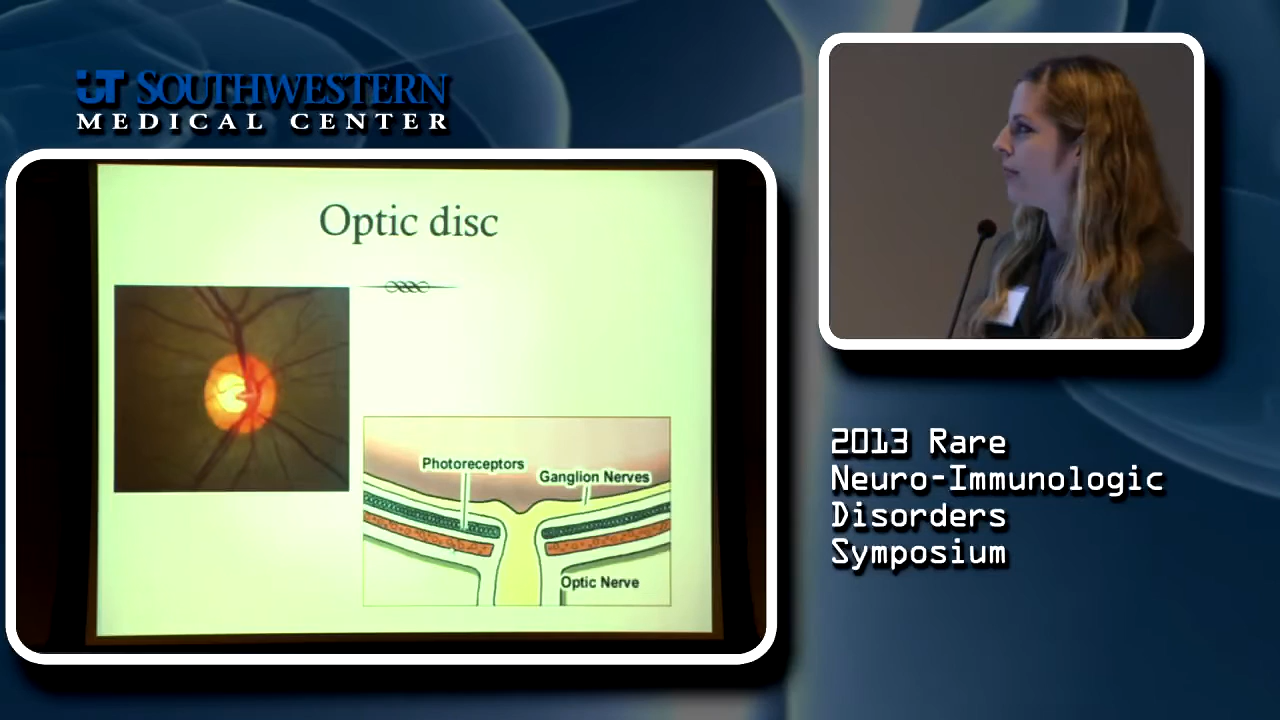 UT SOUTHWESTERN
MEDICAL CENTER
Optic disc
Photoreceptors
Ganglion Nerves
Optic Nerve
2013 Rare
Neuro-Immunologic
Disorders
Symposium